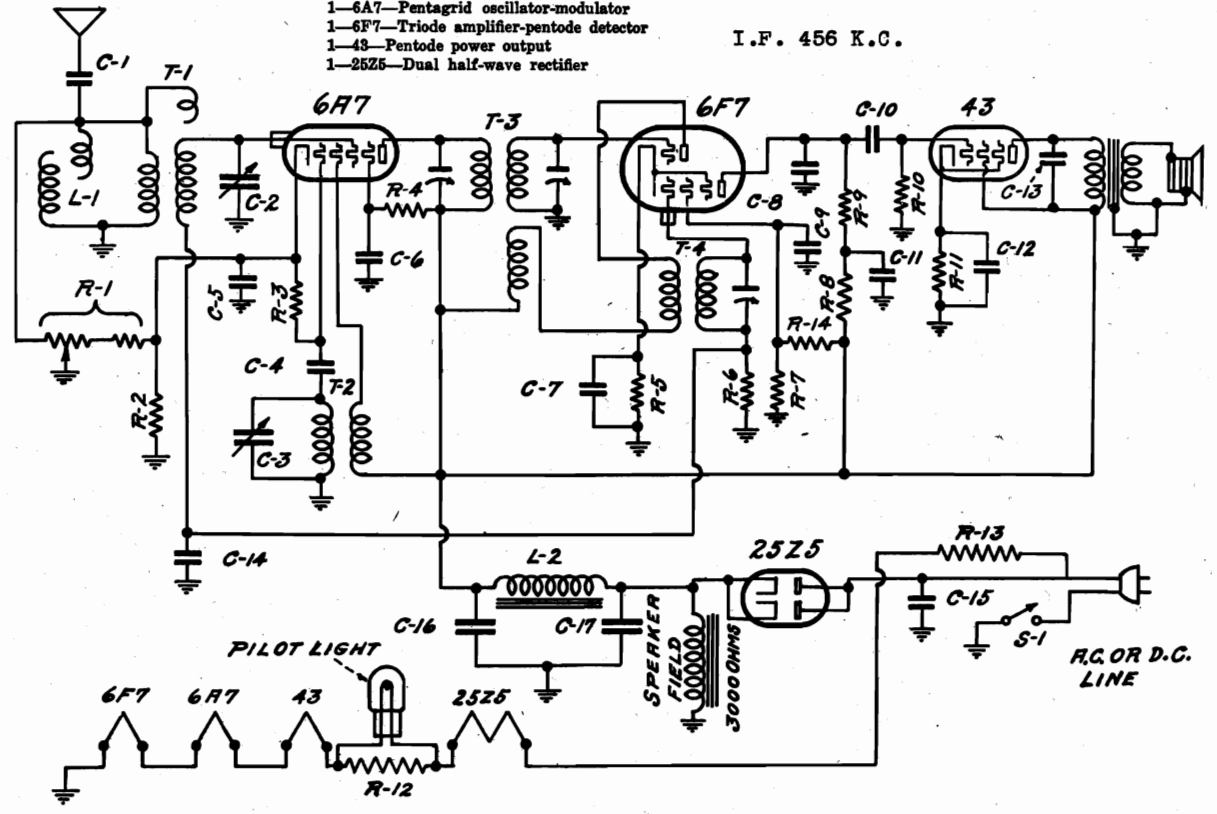 1—6A7—Pentagrid oscillator-modulator
1—6F7—Triode amplifier-pentode detector
1—43—Pentode power output
1—25Z5—Dual half-wave rectifier
I.F. 456 K.C.
C-1
T-1
6A7
T-3
6F7
C-10
43
L-1
C-2
R-4
C-8
C-9
R-9
R-10
C-13
R-1
C-5
R-3
C-6
T-4
C-11
R-8
R-11
C-12
C-4
T-2
R-14
R-2
C-3
C-7
R-5
R-6
R-7
C-14
L-2
25Z5
R-13
C-16
C-17
SPEAKER
FIELD
3000 OHMS
C-15
S-1
A.C. OR D.C.
LINE
PILOT LIGHT
6F7
6A7
43
25Z5
R-12